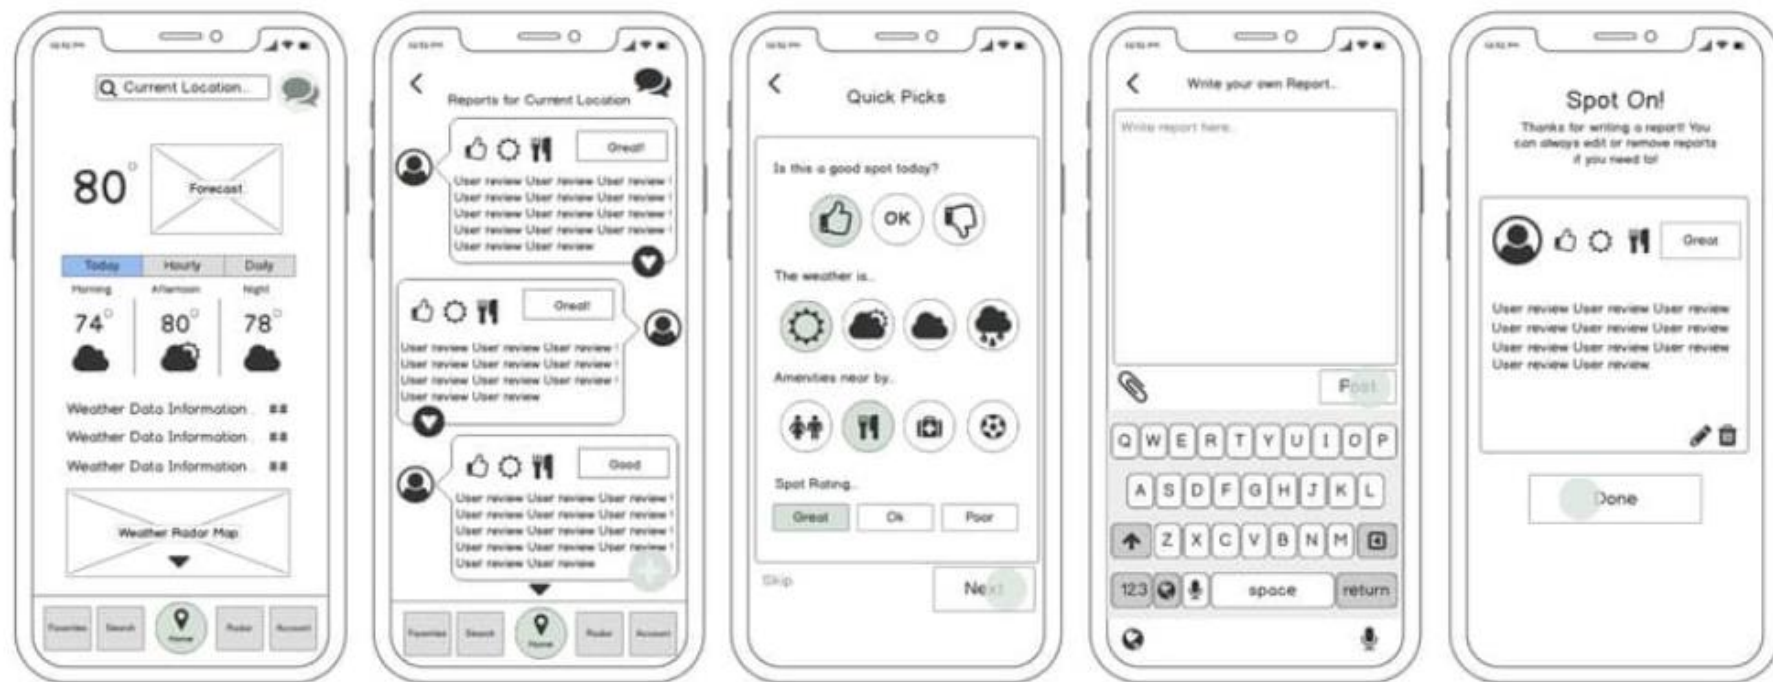 Current Location..
80°
Forecast
Today Hourly Daily
Morning Afternoon Night
74° 80° 78°
Weather Data Information.. ##
Weather Data Information.. ##
Weather Data Information.. ##
Weather Radar Map
Favorites Search Home Radar Account
Reports for Current Location
Great!
User review User review User review
User review User review User review
User review User review User review
User review User review User review
User review User review
Great!
User review User review User review
User review User review User review
User review User review User review
User review User review
Good
User review User review User review
User review User review User review
User review User review User review
User review User review User review
User review User review
Favorites Search Home Radar Account
Quick Picks
Is this a good spot today?
OK
The weather is..
Amenities near by..
Spot Rating..
Great Ok Poor
Skip
Next
Write your own Report..
Write report here..
Post
Q W E R T Y U I O P
A S D F G H J K L
Z X C V B N M
123 space return
Spot On!
Thanks for writing a report! You
can always edit or remove reports
if you need to!
Great
User review User review User review
User review User review User review
User review User review User review
User review User review
Done